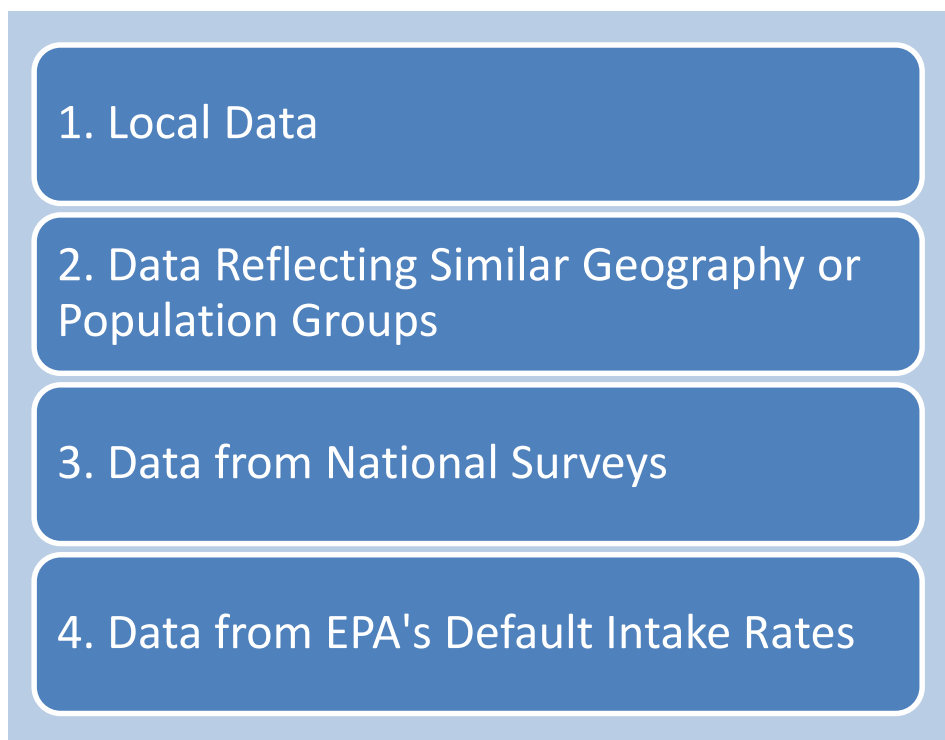 1. Local Data
2. Data Reflecting Similar Geography or
Population Groups
3. Data from National Surveys
4. Data from EPA's Default Intake Rates